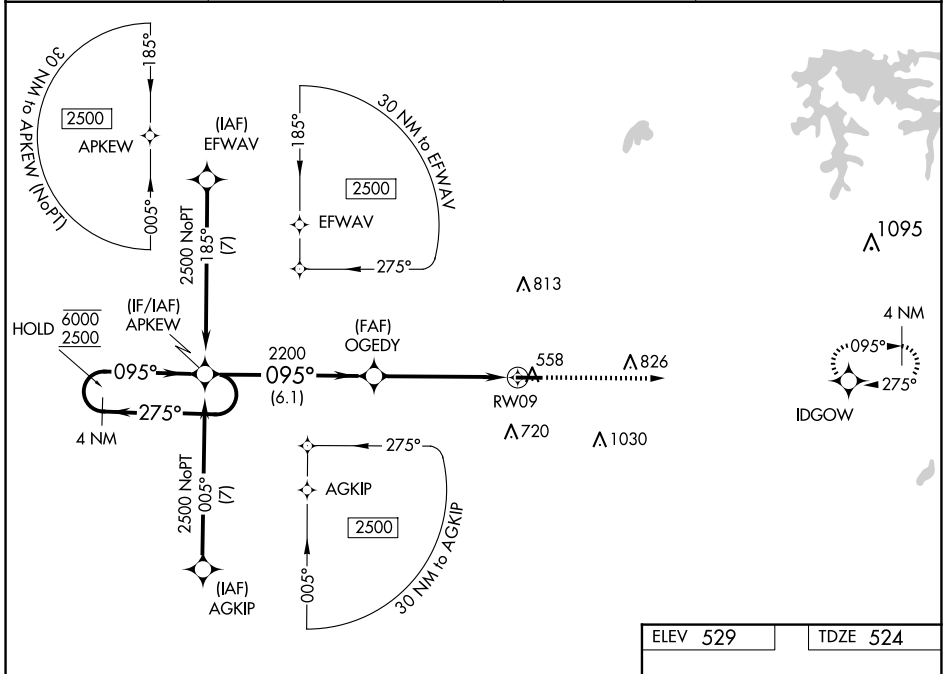 185°
30 NM to APKEW (NoPT)
2500
APKEW
005°
(IAF)
EFWAV
2500 NoPT
185°
(7)
185°
30 NM to EFWAV
2500
EFWAV
275°
1095
813
HOLD 6000
2500
(IF/IAF)
APKEW
095°
275°
4 NM
2200
095°
(6.1)
(FAF)
OGEDY
558
RW09
826
4 NM
095°
275°
IDGOW
720
1030
2500 NoPT
005°
(7)
(IAF)
AGKIP
275°
AGKIP
2500
005°
30 NM to AGKIP
ELEV 529
TDZE 524